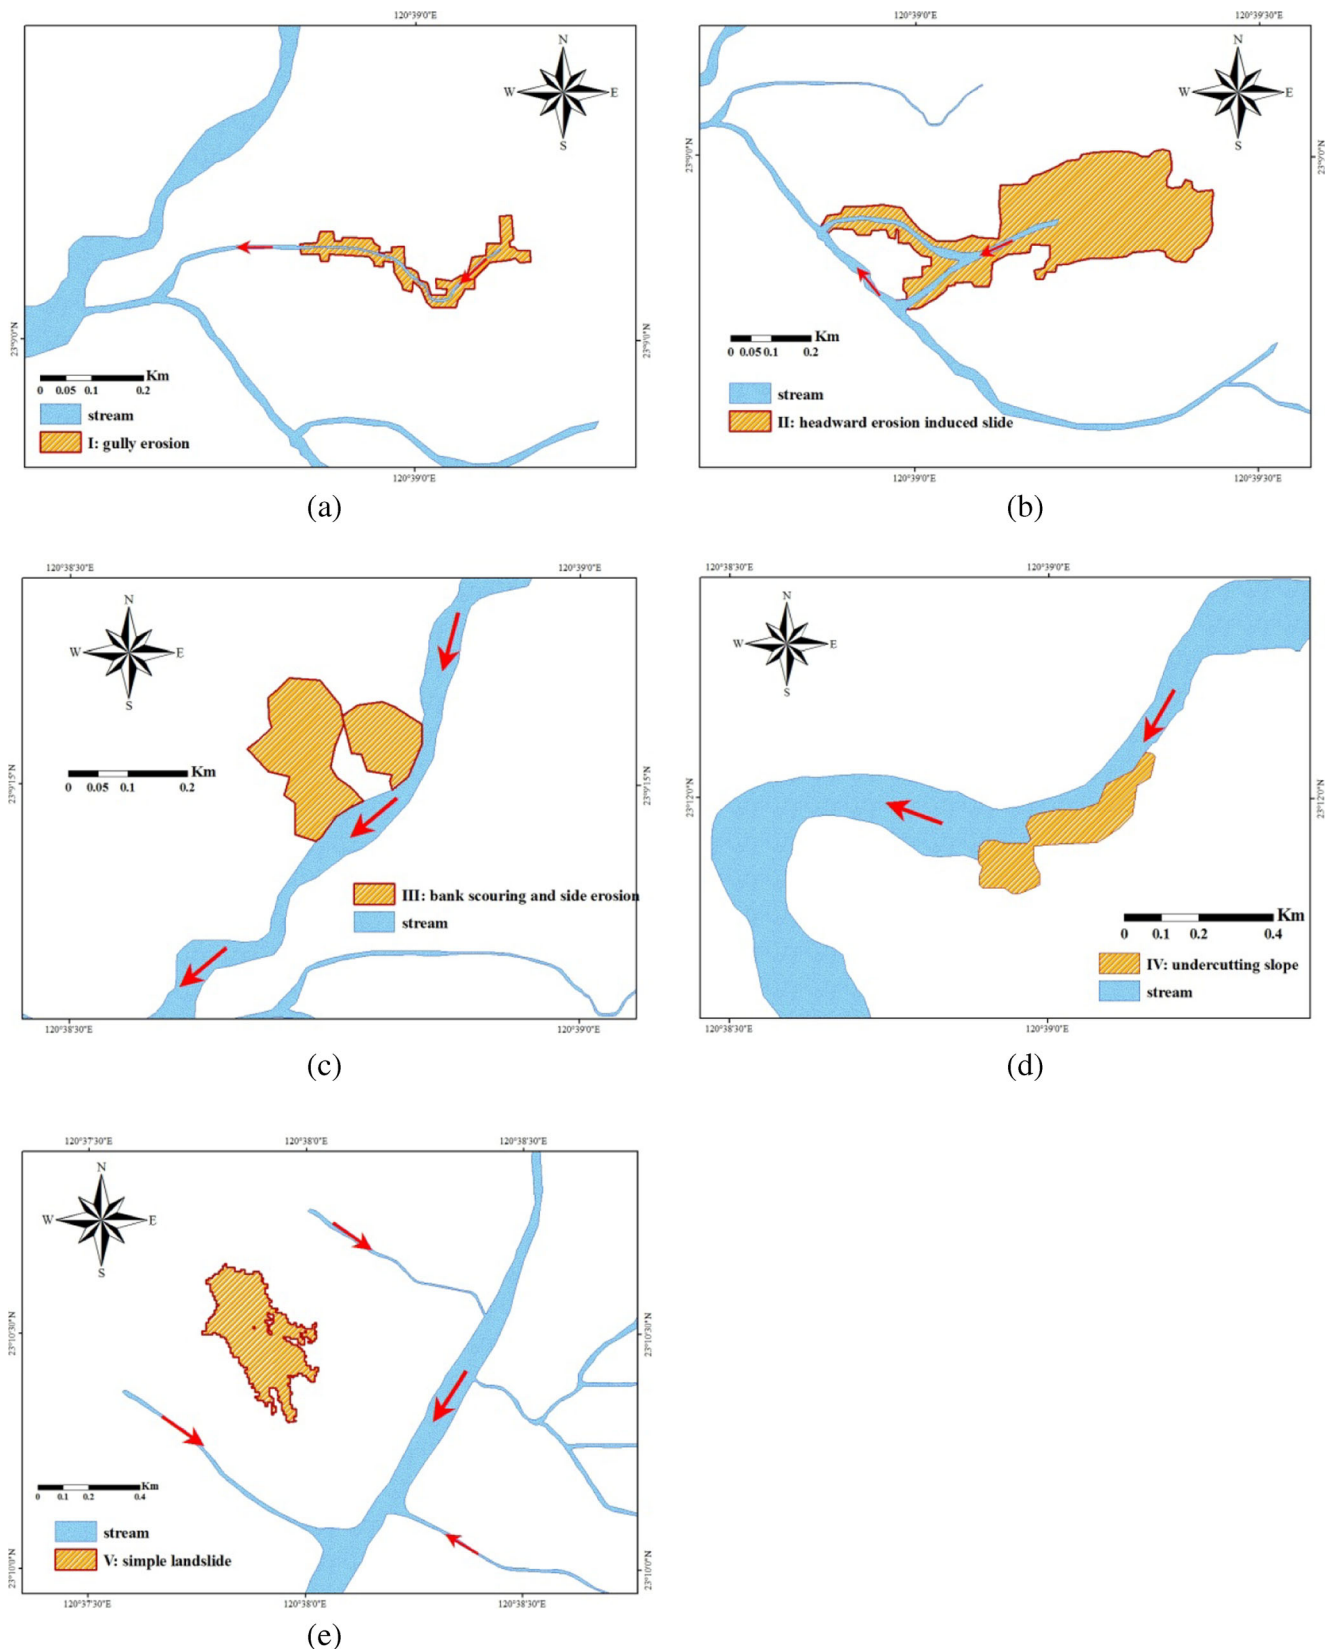 120°39'0"E
N
W E
S
23°9'0"N
23°9'0"N
Km
0 0.05 0.1 0.2
stream
I: gully erosion
120°39'0"E
(a)
120°39'0"E 120°39'30"E
N
W E
S
23°9'0"N
23°9'0"N
Km
0 0.05 0.1 0.2
stream
II: headward erosion induced slide
120°39'0"E 120°39'30"E
(b)
120°38'30"E 120°39'0"E
N
W E
S
23°9'15"N
23°9'15"N
Km
0 0.05 0.1 0.2
III: bank scouring and side erosion
stream
120°38'30"E 120°39'0"E
(c)
120°38'30"E 120°39'0"E
N
W E
S
23°12'0"N
23°12'0"N
Km
0 0.1 0.2 0.4
IV: undercutting slope
stream
120°38'30"E 120°39'0"E
(d)
120°37'30"E 120°38'0"E 120°38'30"E
N
W E
S
23°10'30"N
23°10'30"N
Km
0 0.1 0.2 0.4
stream
V: simple landslide
23°10'0"N
23°10'0"N
120°37'30"E 120°38'0"E 120°38'30"E
(e)